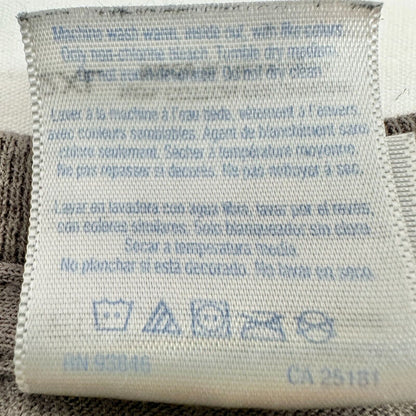 Machine wash warm, inside out, with like colors.
Only non-chlorine bleach. Tumble dry medium.
Do not Do not dry clean.
Laver à la machine à l'eau tiède, vêtement à l'envers
avec couleurs semblables. Agent de blanchiment sans
chlore seulement. Sécher à température moyenne.
Ne pas repasser si décorés. Ne pas nettoyer à sec.
Lavar en lavadora con agua tibia, lavar por el revés,
con colores similares. Solo blanqueador sin cloro.
Secar a temperatura media.
No planchar si esta decorado. No lavar en seco.
RN 93846
CA 25181